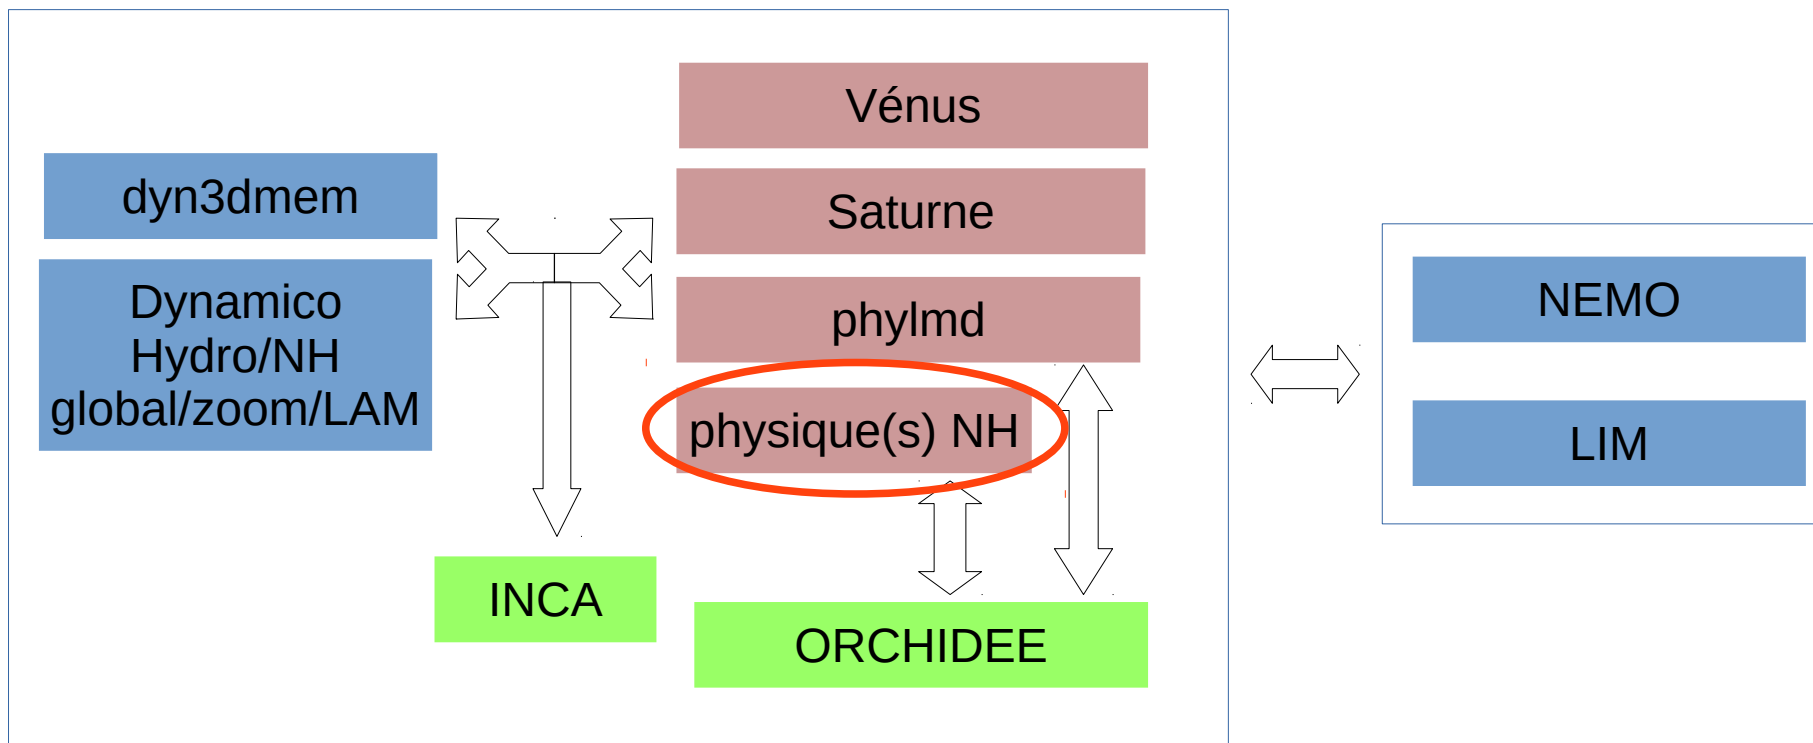 Vénus
dyn3dmem
Saturne
Dynamico
Hydro/NH
global/zoom/LAM
phylmd
physique(s) NH
NEMO
LIM
INCA
ORCHIDEE